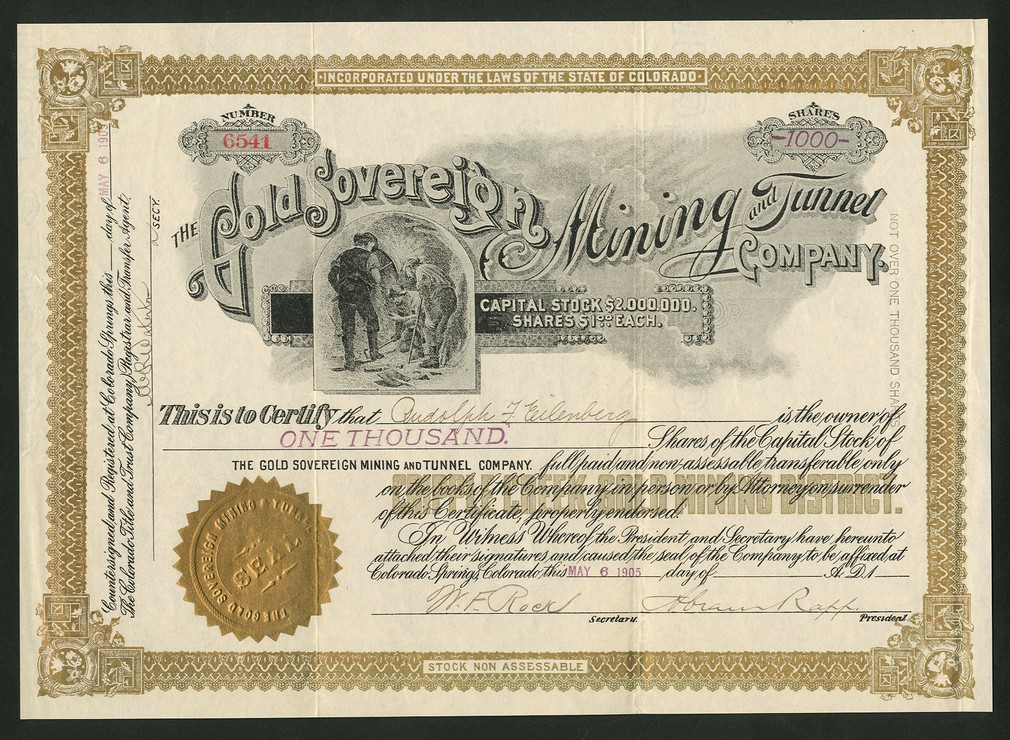 INCORPORATED UNDER THE LAWS OF THE STATE OF COLORADO
NUMBER
6541
SHARES
-1000-
THE Gold Sovereign Mining and Tunnel COMPANY.
CAPITAL STOCK $2,000,000.
SHARES $1.00 EACH.
This is to Certify that Rudolph F Eilenberg is the owner of
ONE THOUSAND. Shares of the Capital Stock of
THE GOLD SOVEREIGN MINING AND TUNNEL COMPANY. full paid and non-assessable transferable only
on the books of the Company in person or by Attorney on surrender
of this Certificate, properly endorsed.
MINING DISTRICT.
In Witness Whereof, the President and Secretary have hereunto
attached their signatures, and caused the seal of the Company to be affixed, at
Colorado Springs, Colorado, this MAY 6 1905 day of A.D. 1
W. F. Rock Abram Rapp.
Secretary. President
THE GOLD SOVEREIGN MINING & TUNNEL
SEAL
STOCK NON ASSESSABLE
Countersigned and Registered at Colorado Springs this day of MAY 6 190
The Colorado Title and Trust Company, Registrar and Transfer Agent,
SECY.
NOT OVER ONE THOUSAND SHA